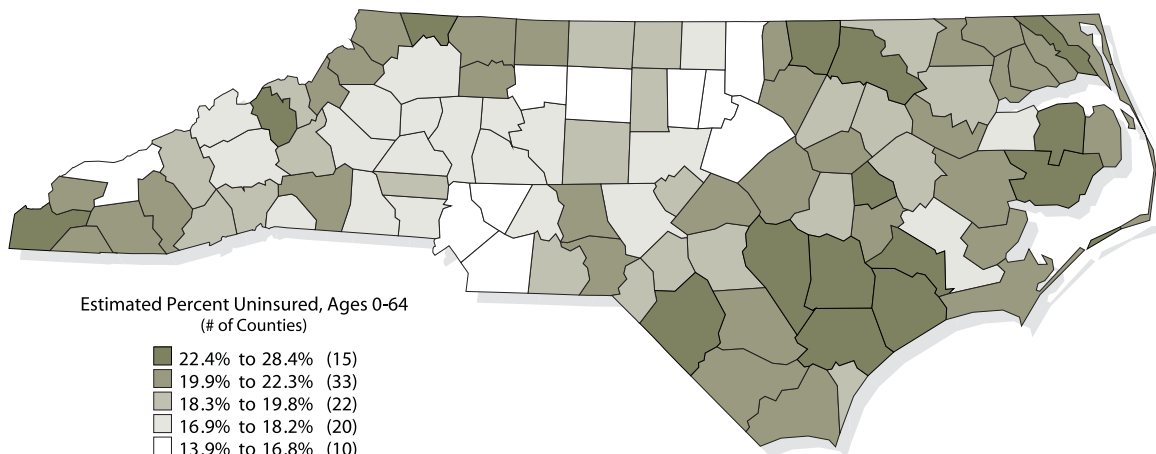 Estimated Percent Uninsured, Ages 0-64
(# of Counties)
22.4% to 28.4% (15)
19.9% to 22.3% (33)
18.3% to 19.8% (22)
16.9% to 18.2% (20)
13.9% to 16.8% (10)